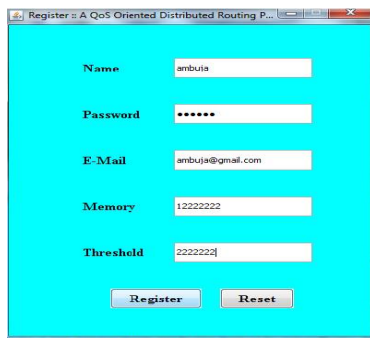 Register :: A QoS Oriented Distributed Routing P...
Name ambuja
Password ••••••
E-Mail ambuja@gmail.com
Memory 12222222
Threshold 2222222
Register Reset